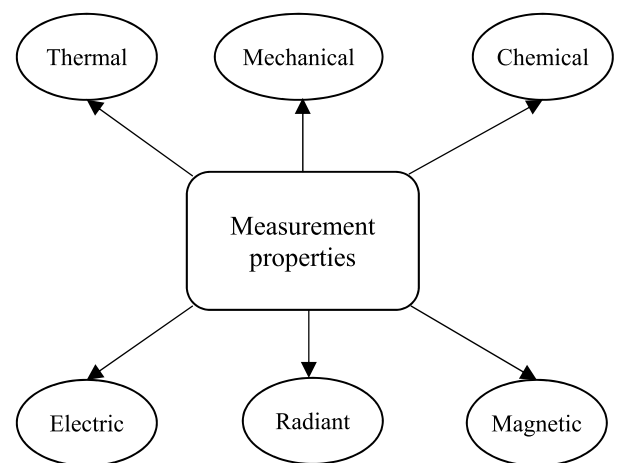 Thermal
Mechanical
Chemical
Measurement
properties
Electric
Radiant
Magnetic